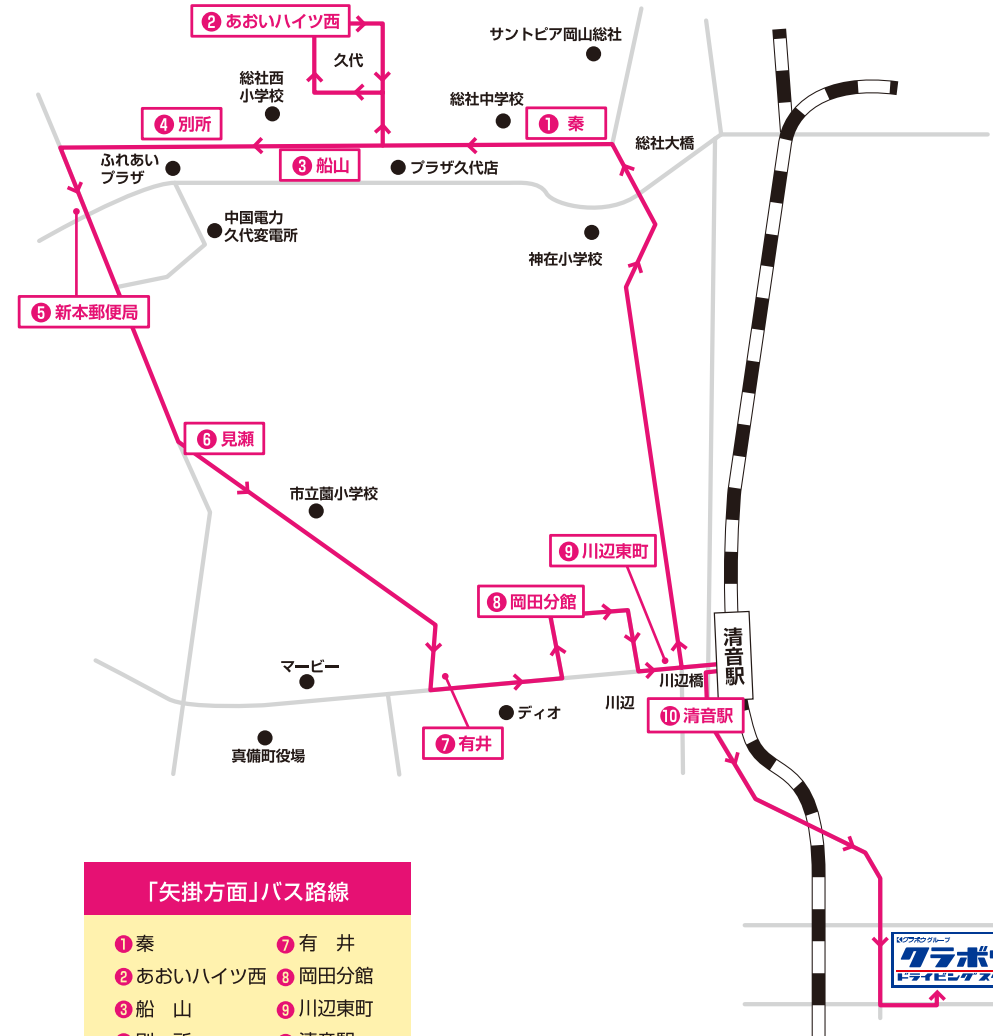 ❷ あおいハイツ西
久代
サントピア岡山総社
総社西
小学校
総社中学校
❹ 別所
❶ 秦
総社大橋
❸ 船山
ふれあい
プラザ
プラザ久代店
中国電力
久代変電所
神在小学校
❺ 新本郵便局
❻ 見瀬
市立薗小学校
❾ 川辺東町
❽ 岡田分館
清音駅
マービー
川辺橋
川辺
❿ 清音駅
ディオ
❼ 有井
真備町役場
「矢掛方面」バス路線
❶ 秦
❼ 有 井
❷ あおいハイツ西
❽ 岡田分館
❸ 船 山
❾ 川辺東町
クラボウグループ
クラボ
ドライビングス